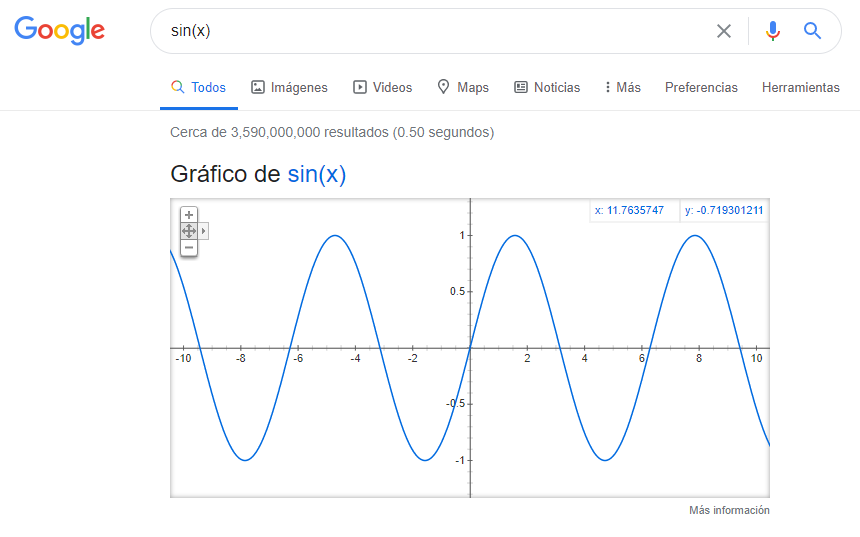 Google
sin(x)
Todos Imágenes Videos Maps Noticias Más Preferencias Herramientas
Cerca de 3,590,000,000 resultados (0.50 segundos)
Gráfico de sin(x)
x: 11.7635747 y: -0.719301211
1
0.5
-10 -8 -6 -4 -2 2 4 6 8 10
-0.5
-1
Más información